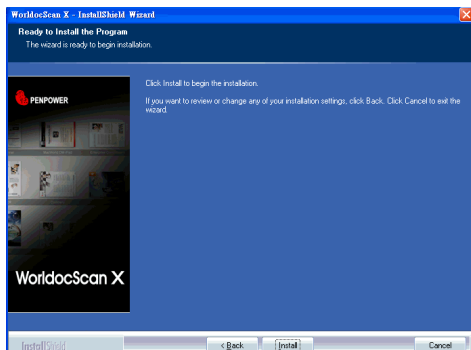 WorldocScan X - InstallShield Wizard
Ready to Install the Program
The wizard is ready to begin installation.
Click Install to begin the installation.
If you want to review or change any of your installation settings, click Back. Click Cancel to exit the
wizard.
PENPOWER
WorldocScan X
InstallShield
< Back
Install
Cancel